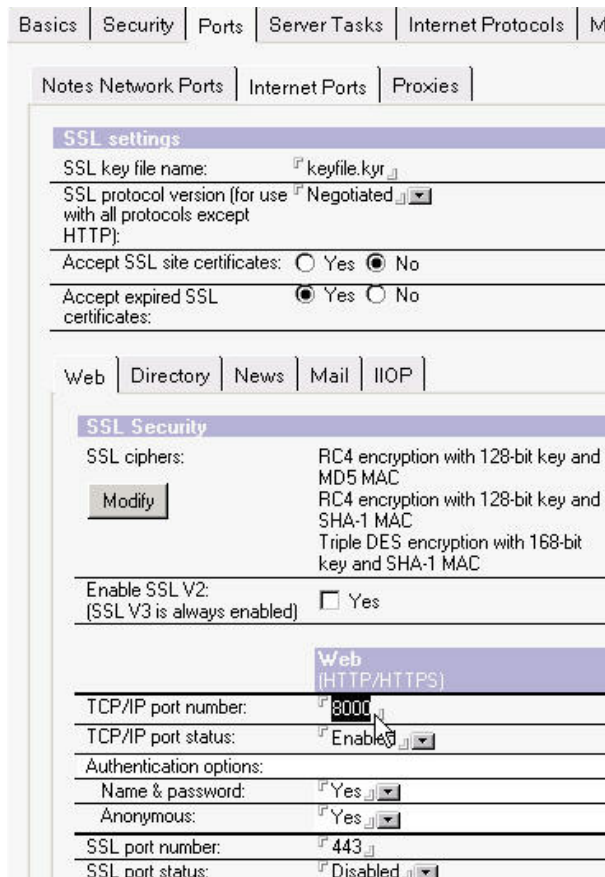 Basics Security Ports Server Tasks Internet Protocols
Notes Network Ports Internet Ports Proxies
SSL settings
SSL key file name: keyfile.kyr
SSL protocol version (for use Negotiated
with all protocols except
HTTP):
Accept SSL site certificates: Yes No
Accept expired SSL Yes No
certificates:
Web Directory News Mail IIOP
SSL Security
SSL ciphers: RC4 encryption with 128-bit key and
MD5 MAC
Modify RC4 encryption with 128-bit key and
SHA-1 MAC
Triple DES encryption with 168-bit
key and SHA-1 MAC
Enable SSL V2: Yes
(SSL V3 is always enabled)
Web
(HTTP/HTTPS)
TCP/IP port number: 8000
TCP/IP port status: Enabled
Authentication options:
Name & password: Yes
Anonymous: Yes
SSL port number: 443
SSL port status: Disabled